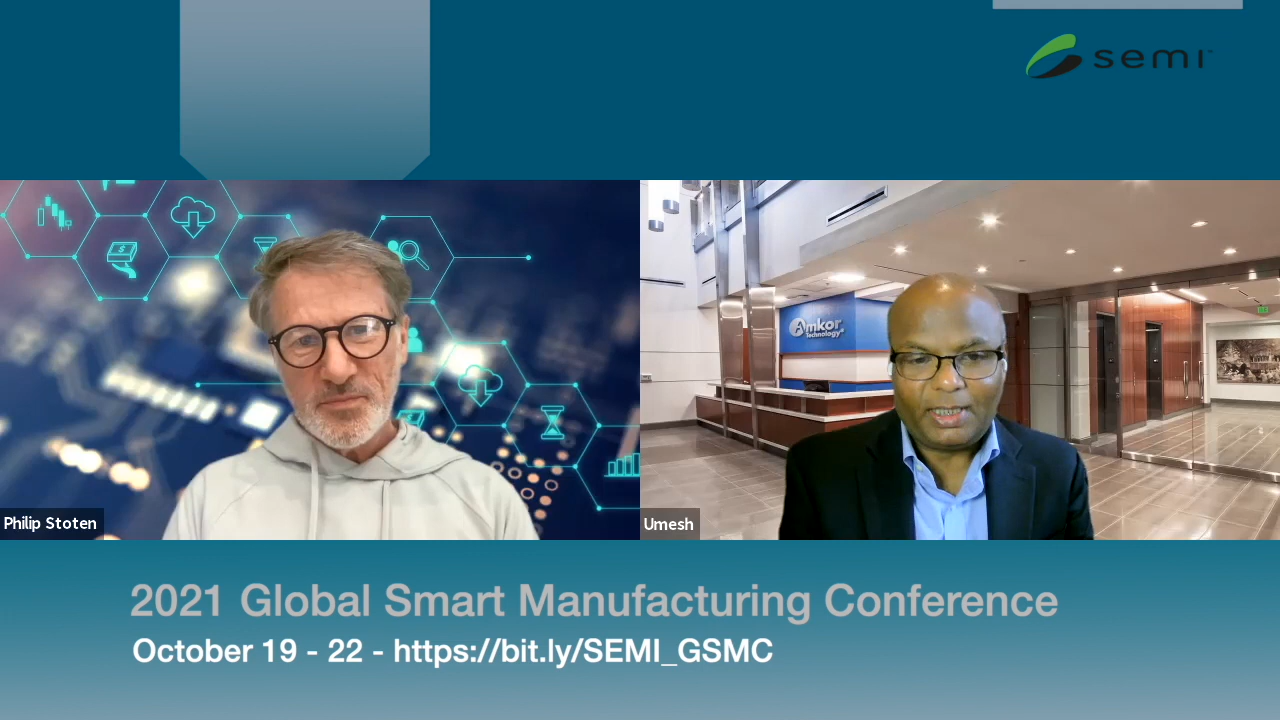 semi
Amkor
Technology
Philip Stoten
Umesh
2021 Global Smart Manufacturing Conference
October 19 - 22 - https://bit.ly/SEMI_GSMC